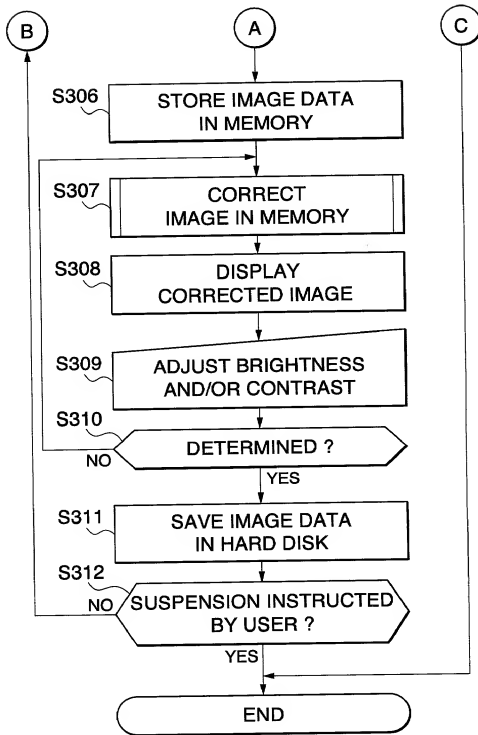 B
A
C
S306
STORE IMAGE DATA
IN MEMORY
S307
CORRECT
IMAGE IN MEMORY
S308
DISPLAY
CORRECTED IMAGE
S309
ADJUST BRIGHTNESS
AND/OR CONTRAST
S310
DETERMINED ?
NO
YES
S311
SAVE IMAGE DATA
IN HARD DISK
S312
SUSPENSION INSTRUCTED
BY USER ?
NO
YES
END